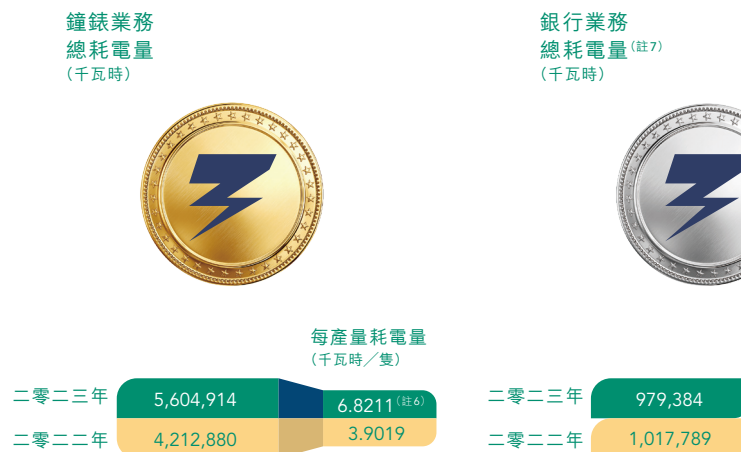 鐘錶業務
總耗電量
(千瓦時)
每產量耗電量
(千瓦時／隻)
二零二三年 5,604,914 6.8211(註6)
二零二二年 4,212,880 3.9019
銀行業務
總耗電量(註7)
(千瓦時)
二零二三年 979,384
二零二二年 1,017,789